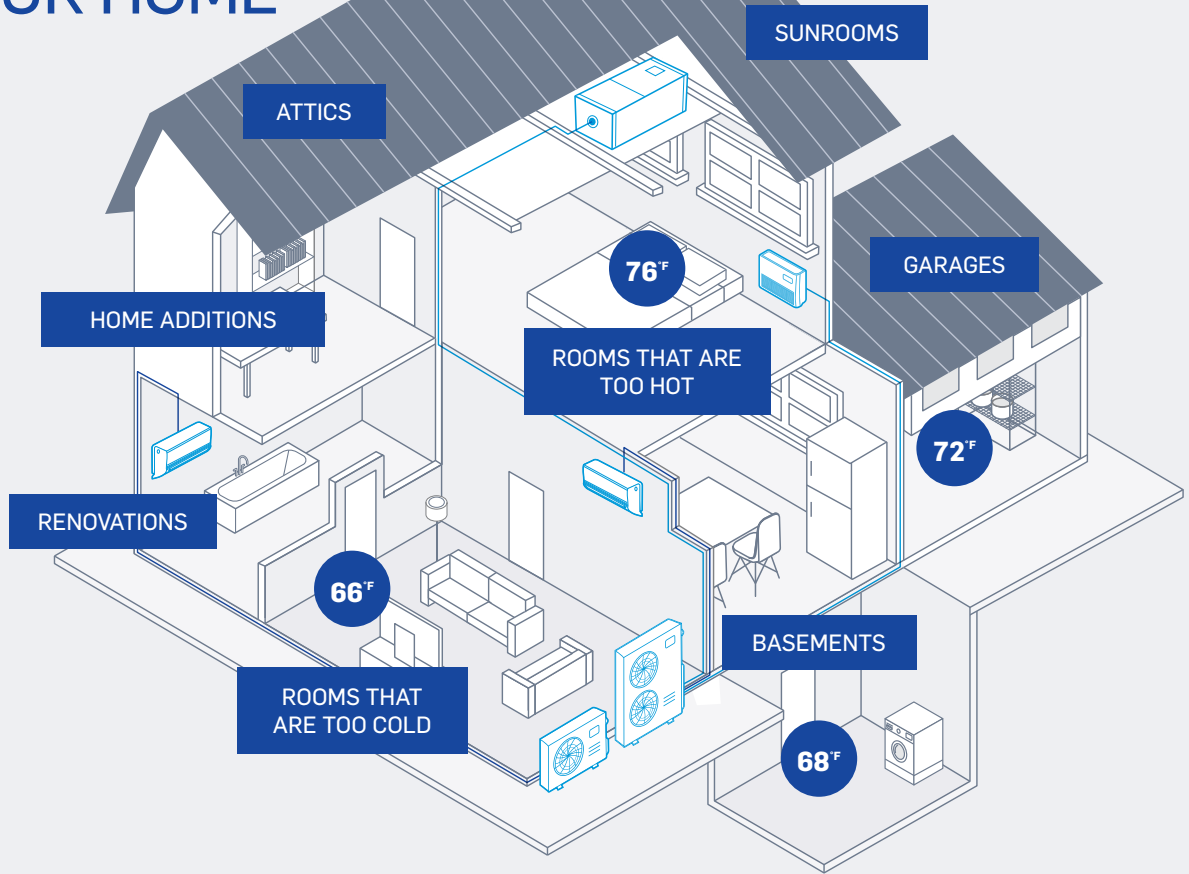 HOME
SUNROOMS
ATTICS
76°F
GARAGES
HOME ADDITIONS
ROOMS THAT ARE
TOO HOT
72°F
RENOVATIONS
66°F
BASEMENTS
ROOMS THAT
ARE TOO COLD
68°F